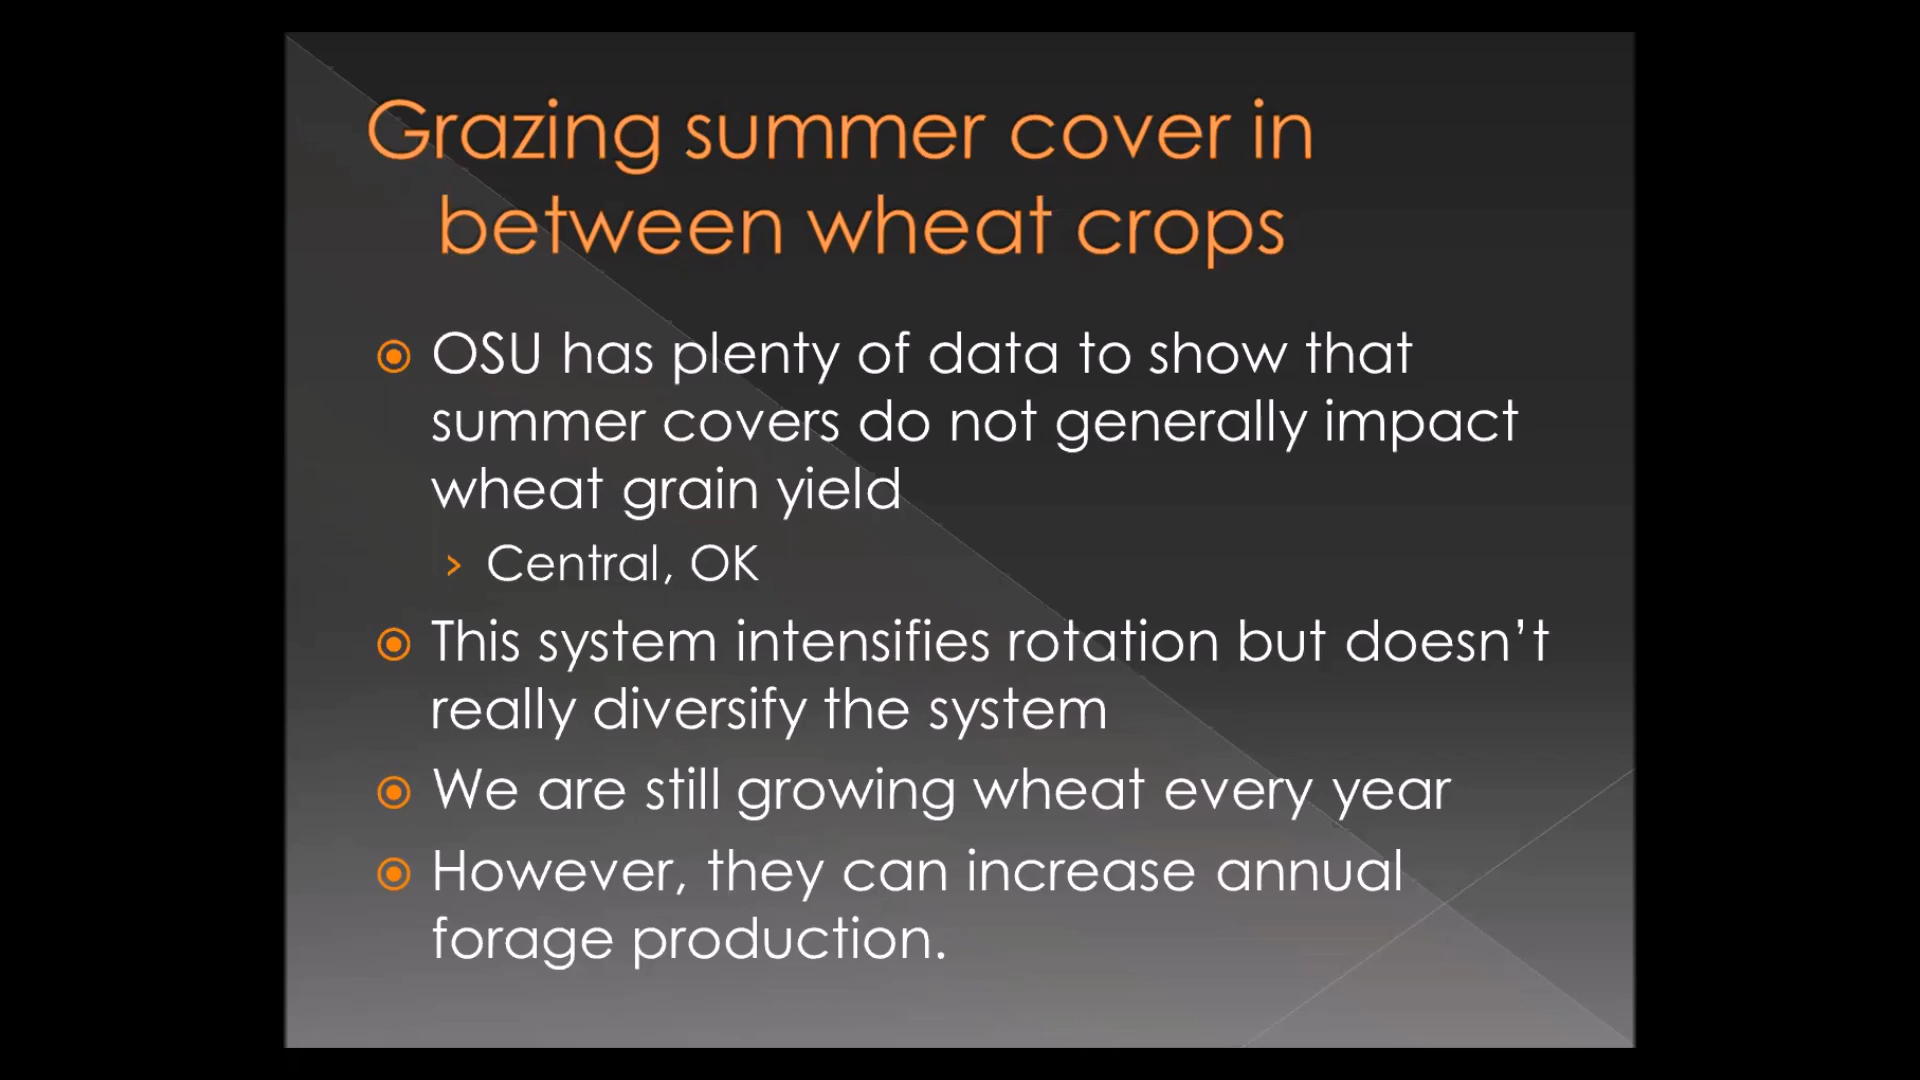 Grazing summer cover in
between wheat crops
OSU has plenty of data to show that
summer covers do not generally impact
wheat grain yield
Central, OK
This system intensifies rotation but doesn’t
really diversify the system
We are still growing wheat every year
However, they can increase annual
forage production.